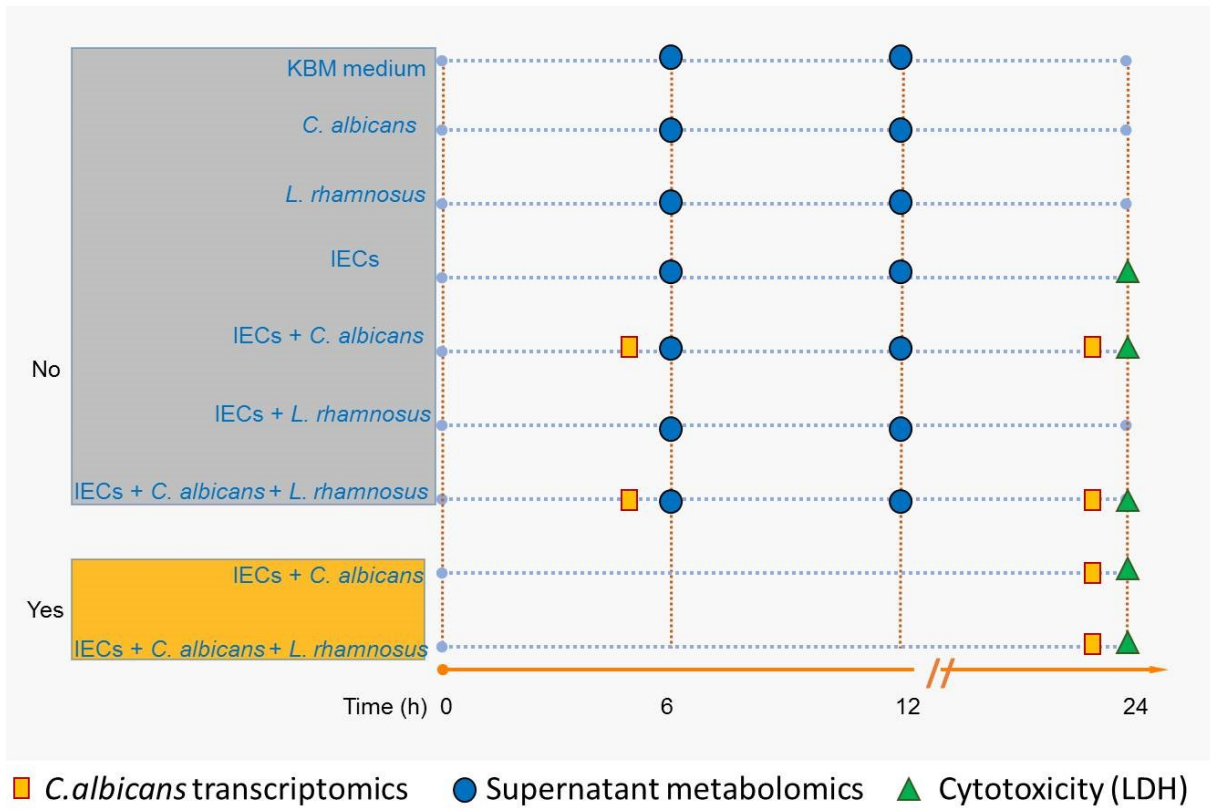 KBM medium
C. albicans
L. rhamnosus
IECs
IECs + C. albicans
No
IECs + L. rhamnosus
IECs + C. albicans + L. rhamnosus
IECs + C. albicans
Yes
IECs + C. albicans + L. rhamnosus
Time (h) 0 6 12 24
C.albicans transcriptomics Supernatant metabolomics Cytotoxicity (LDH)